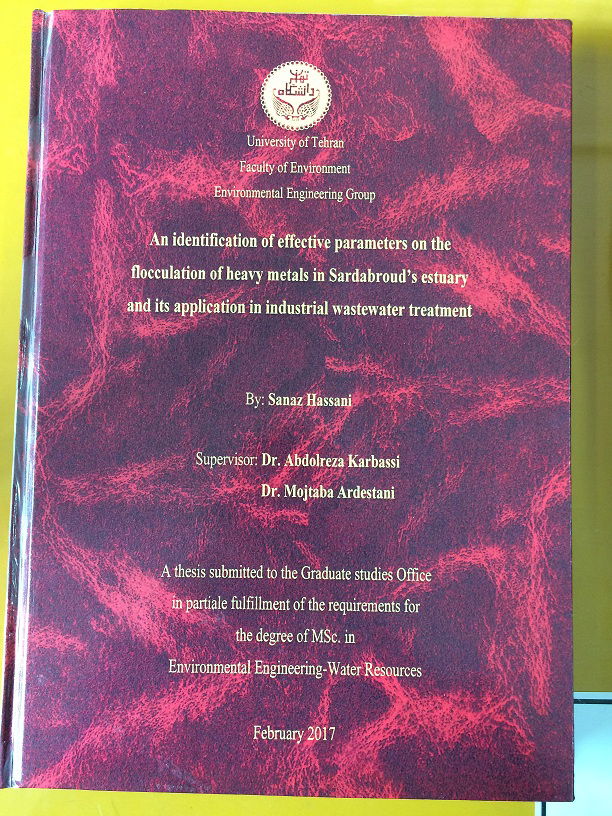 دانشگاه
تهران
University of Tehran
Faculty of Environment
Environmental Engineering Group
An identification of effective parameters on the
flocculation of heavy metals in Sardabroud's estuary
and its application in industrial wastewater treatment
By: Sanaz Hassani
Supervisor: Dr. Abdolreza Karbassi
Dr. Mojtaba Ardestani
A thesis submitted to the Graduate studies Office
in partiale fulfillment of the requirements for
the degree of MSc. in
Environmental Engineering-Water Resources
February 2017